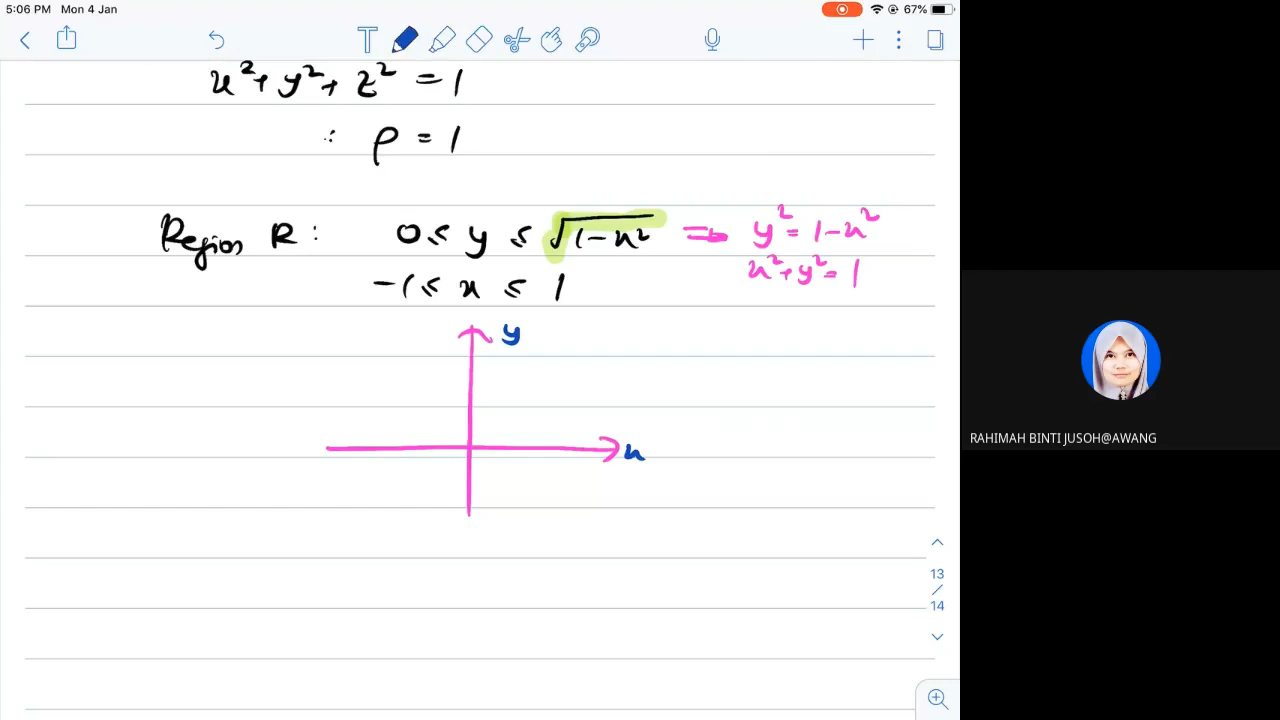 5:06 PM Mon 4 Jan 67%
T
x² + y² + z² = 1
∴ ρ = 1
Region R : 0 ≤ y ≤ √1-x² ⇒ y² = 1-x²
x² + y² = 1
-1 ≤ x ≤ 1
y
x
RAHIMAH BINTI JUSOH@AWANG
13
/
14